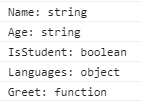 Name: string
Age: string
IsStudent: boolean
Languages: object
Greet: function